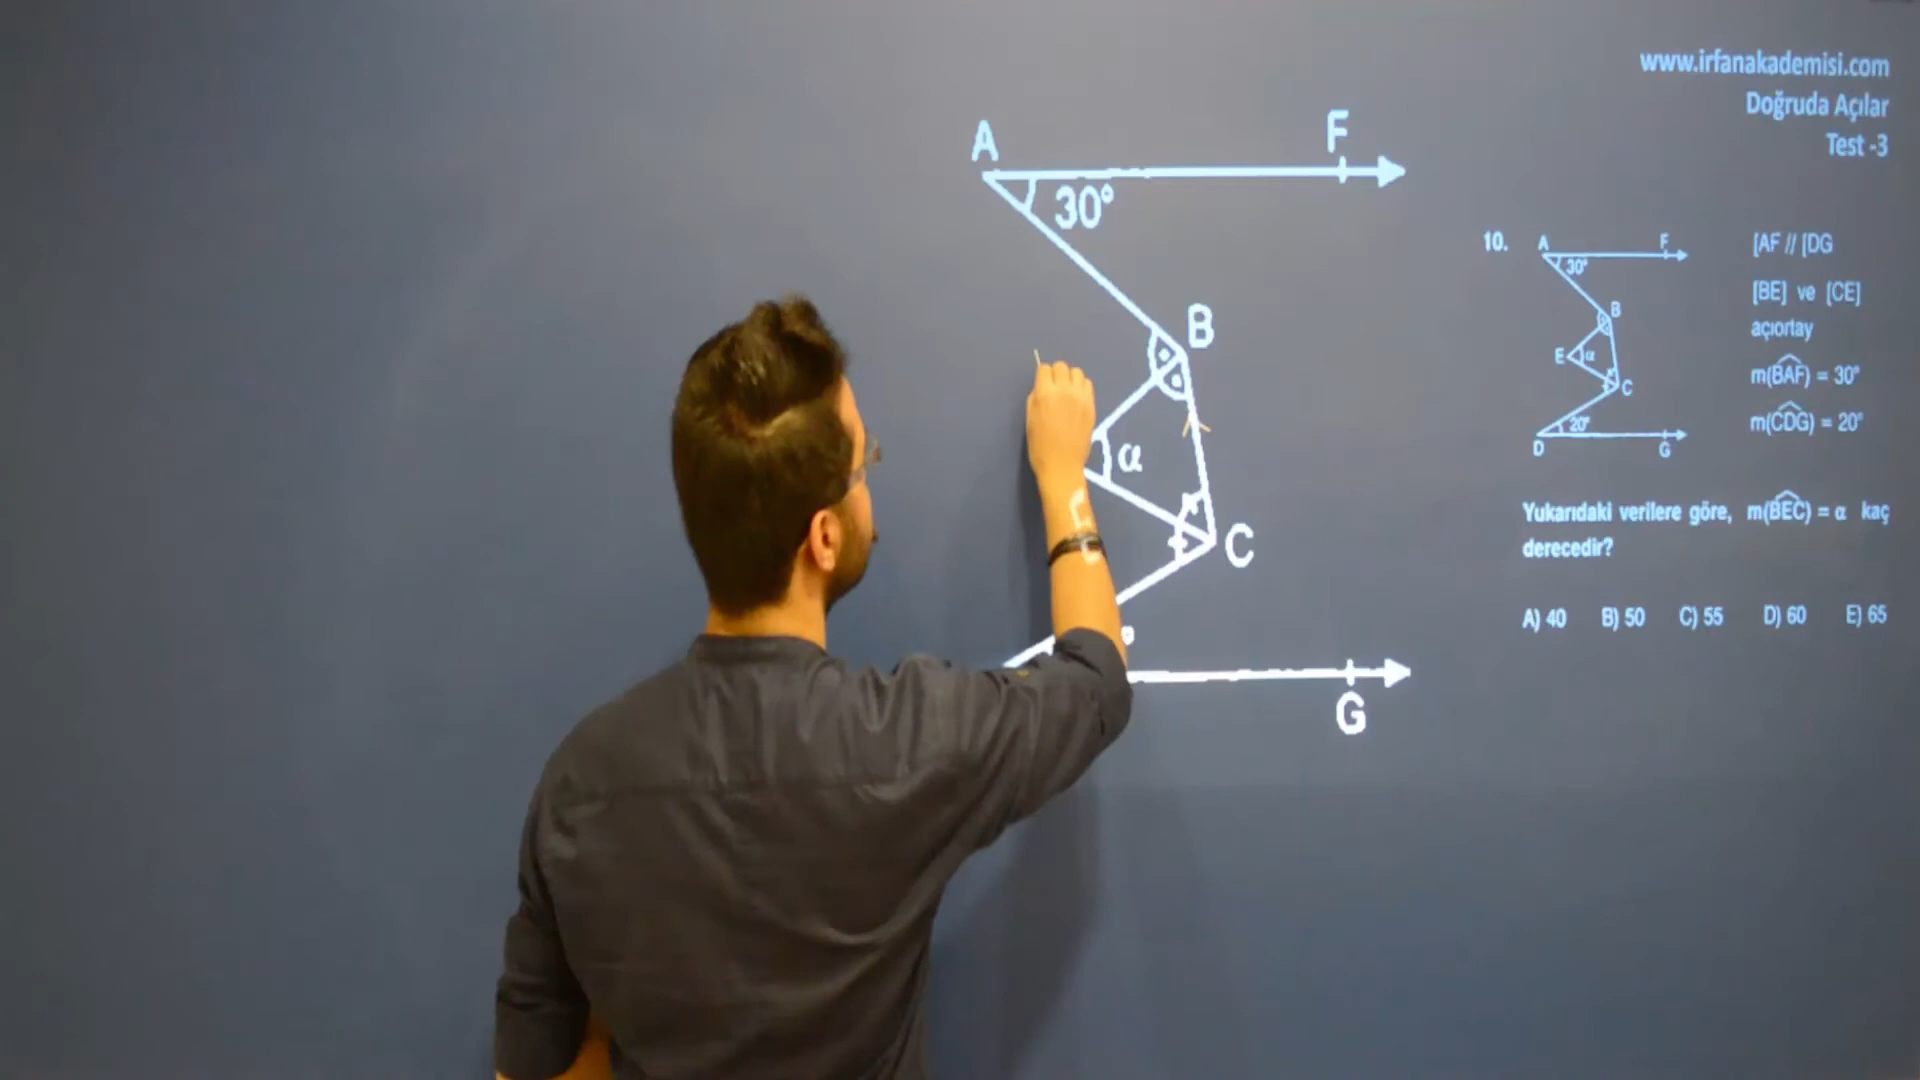 www.irfanakademisi.com
Doğruda Açılar
Test -3
A
F
30°
B
α
C
G
10.
A
F
30°
B
E
α
C
20°
D
G
[AF // [DG
[BE] ve [CE]
açıortay
m(BAF) = 30°
m(CDG) = 20°
Yukarıdaki verilere göre, m(BEC) = α kaç
derecedir?
A) 40 B) 50 C) 55 D) 60 E) 65